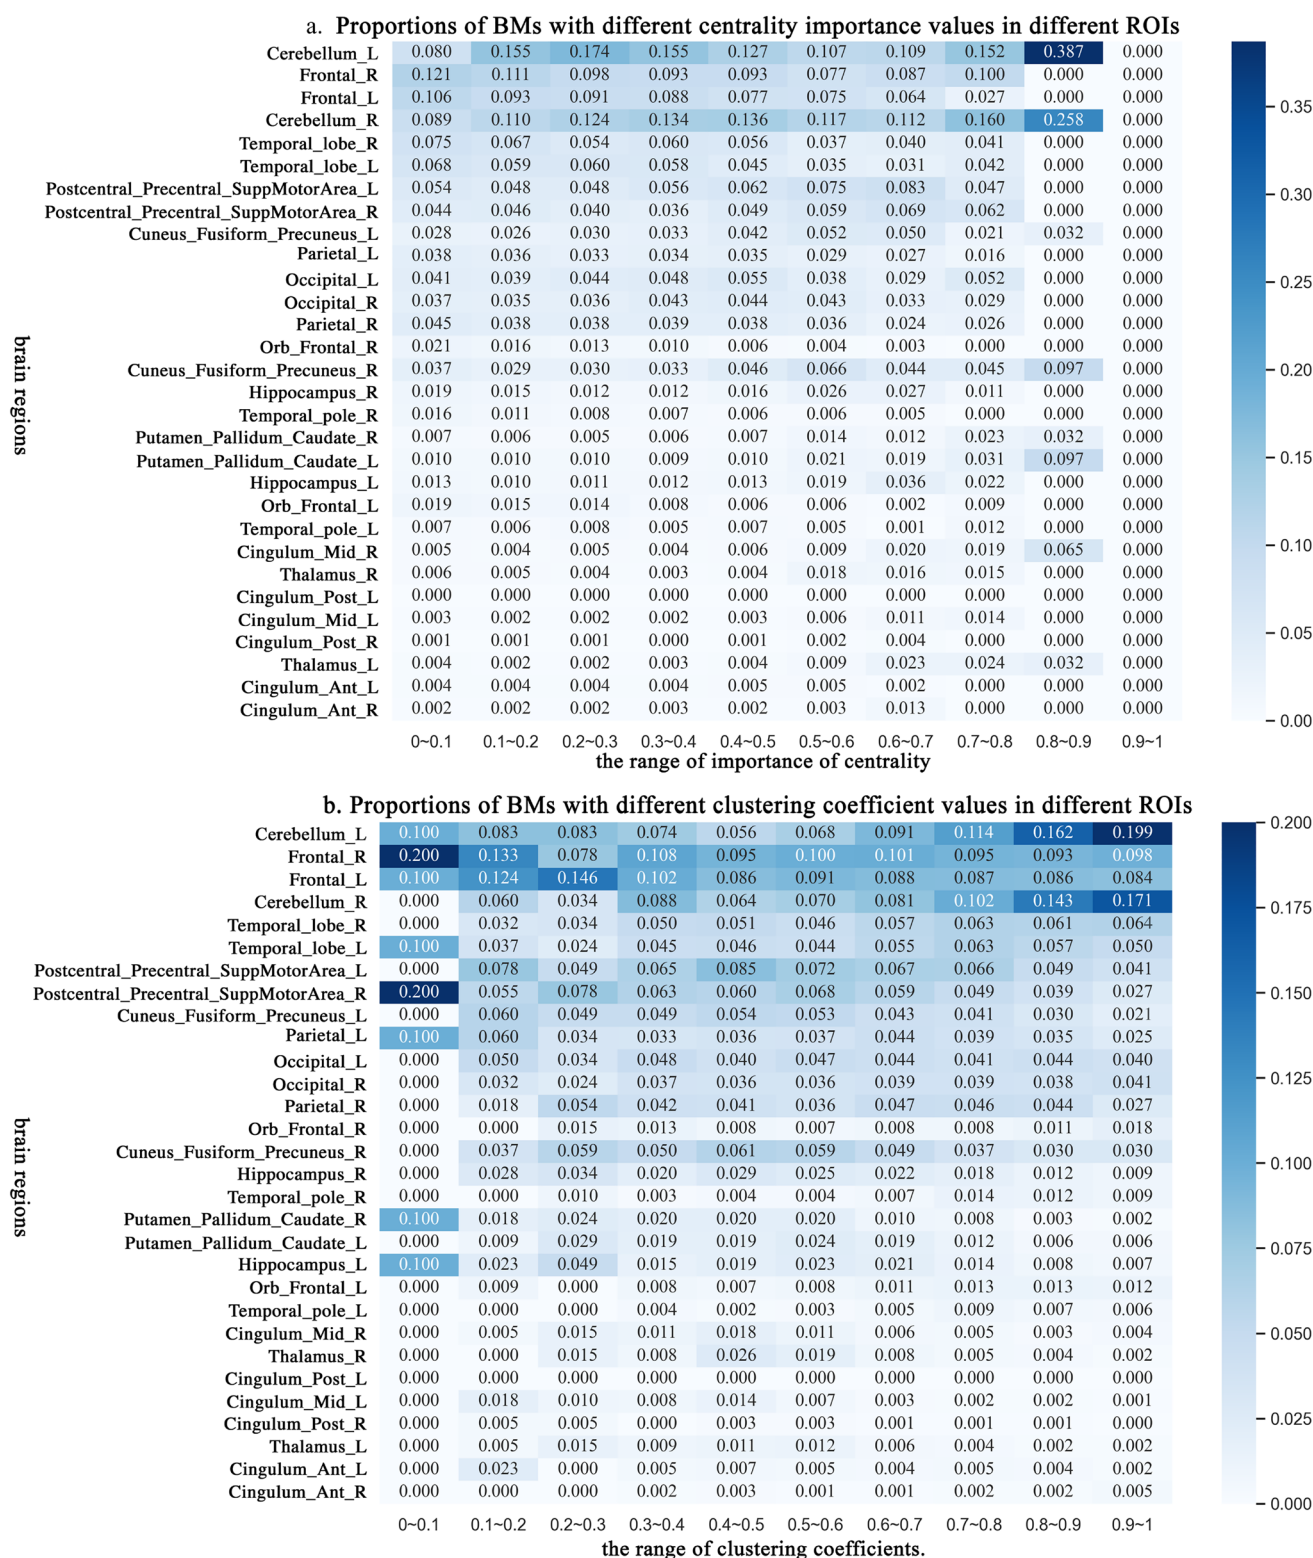 a. Proportions of BMs with different centrality importance values in different ROIs
Cerebellum_L 0.080 0.155 0.174 0.155 0.127 0.107 0.109 0.152 0.387 0.000
Frontal_R 0.121 0.111 0.098 0.093 0.093 0.077 0.087 0.100 0.000 0.000
Frontal_L 0.106 0.093 0.091 0.088 0.077 0.075 0.064 0.027 0.000 0.000
Cerebellum_R 0.089 0.110 0.124 0.134 0.136 0.117 0.112 0.160 0.258 0.000
Temporal_lobe_R 0.075 0.067 0.054 0.060 0.056 0.037 0.040 0.041 0.000 0.000
Temporal_lobe_L 0.068 0.059 0.060 0.058 0.045 0.035 0.031 0.042 0.000 0.000
Postcentral_Precentral_SuppMotorArea_L 0.054 0.048 0.048 0.056 0.062 0.075 0.083 0.047 0.000 0.000
Postcentral_Precentral_SuppMotorArea_R 0.044 0.046 0.040 0.036 0.049 0.059 0.069 0.062 0.000 0.000
Cuneus_Fusiform_Precuneus_L 0.028 0.026 0.030 0.033 0.042 0.052 0.050 0.021 0.032 0.000
Parietal_L 0.038 0.036 0.033 0.034 0.035 0.029 0.027 0.016 0.000 0.000
Occipital_L 0.041 0.039 0.044 0.048 0.055 0.038 0.029 0.052 0.000 0.000
Occipital_R 0.037 0.035 0.036 0.043 0.044 0.043 0.033 0.029 0.000 0.000
Parietal_R 0.045 0.038 0.038 0.039 0.038 0.036 0.024 0.026 0.000 0.000
Orb_Frontal_R 0.021 0.016 0.013 0.010 0.006 0.004 0.003 0.000 0.000 0.000
Cuneus_Fusiform_Precuneus_R 0.037 0.029 0.030 0.033 0.046 0.066 0.044 0.045 0.097 0.000
Hippocampus_R 0.019 0.015 0.012 0.012 0.016 0.026 0.027 0.011 0.000 0.000
Temporal_pole_R 0.016 0.011 0.008 0.007 0.006 0.006 0.005 0.000 0.000 0.000
Putamen_Pallidum_Caudate_R 0.007 0.006 0.005 0.006 0.007 0.014 0.012 0.023 0.032 0.000
Putamen_Pallidum_Caudate_L 0.010 0.010 0.010 0.009 0.010 0.021 0.019 0.031 0.097 0.000
Hippocampus_L 0.013 0.010 0.011 0.012 0.013 0.019 0.036 0.022 0.000 0.000
Orb_Frontal_L 0.019 0.015 0.014 0.008 0.006 0.006 0.002 0.009 0.000 0.000
Temporal_pole_L 0.007 0.006 0.008 0.005 0.007 0.005 0.001 0.012 0.000 0.000
Cingulum_Mid_R 0.005 0.004 0.005 0.004 0.006 0.009 0.020 0.019 0.065 0.000
Thalamus_R 0.006 0.005 0.004 0.003 0.004 0.018 0.016 0.015 0.000 0.000
Cingulum_Post_L 0.000 0.000 0.000 0.000 0.000 0.000 0.000 0.000 0.000 0.000
Cingulum_Mid_L 0.003 0.002 0.002 0.002 0.003 0.006 0.011 0.014 0.000 0.000
Cingulum_Post_R 0.001 0.001 0.001 0.000 0.001 0.002 0.004 0.000 0.000 0.000
Thalamus_L 0.004 0.002 0.002 0.003 0.004 0.009 0.023 0.024 0.032 0.000
Cingulum_Ant_L 0.004 0.004 0.004 0.004 0.005 0.005 0.002 0.000 0.000 0.000
Cingulum_Ant_R 0.002 0.002 0.002 0.003 0.002 0.003 0.013 0.000 0.000 0.000
0~0.1 0.1~0.2 0.2~0.3 0.3~0.4 0.4~0.5 0.5~0.6 0.6~0.7 0.7~0.8 0.8~0.9 0.9~1
the range of importance of centrality
brain regions
0.35
0.30
0.25
0.20
0.15
0.10
0.05
0.00
b. Proportions of BMs with different clustering coefficient values in different ROIs
Cerebellum_L 0.100 0.083 0.083 0.074 0.056 0.068 0.091 0.114 0.162 0.199
Frontal_R 0.200 0.133 0.078 0.108 0.095 0.100 0.101 0.095 0.093 0.098
Frontal_L 0.100 0.124 0.146 0.102 0.086 0.091 0.088 0.087 0.086 0.084
Cerebellum_R 0.000 0.060 0.034 0.088 0.064 0.070 0.081 0.102 0.143 0.171
Temporal_lobe_R 0.000 0.032 0.034 0.050 0.051 0.046 0.057 0.063 0.061 0.064
Temporal_lobe_L 0.100 0.037 0.024 0.045 0.046 0.044 0.055 0.063 0.057 0.050
Postcentral_Precentral_SuppMotorArea_L 0.000 0.078 0.049 0.065 0.085 0.072 0.067 0.066 0.049 0.041
Postcentral_Precentral_SuppMotorArea_R 0.200 0.055 0.078 0.063 0.060 0.068 0.059 0.049 0.039 0.027
Cuneus_Fusiform_Precuneus_L 0.000 0.060 0.049 0.049 0.054 0.053 0.043 0.041 0.030 0.021
Parietal_L 0.100 0.060 0.034 0.033 0.036 0.037 0.044 0.039 0.035 0.025
Occipital_L 0.000 0.050 0.034 0.048 0.040 0.047 0.044 0.041 0.044 0.040
Occipital_R 0.000 0.032 0.024 0.037 0.036 0.036 0.039 0.039 0.038 0.041
Parietal_R 0.000 0.018 0.054 0.042 0.041 0.036 0.047 0.046 0.044 0.027
Orb_Frontal_R 0.000 0.000 0.015 0.013 0.008 0.007 0.008 0.008 0.011 0.018
Cuneus_Fusiform_Precuneus_R 0.000 0.037 0.059 0.050 0.061 0.059 0.049 0.037 0.030 0.030
Hippocampus_R 0.000 0.028 0.034 0.020 0.029 0.025 0.022 0.018 0.012 0.009
Temporal_pole_R 0.000 0.000 0.010 0.003 0.004 0.004 0.007 0.014 0.012 0.009
Putamen_Pallidum_Caudate_R 0.100 0.018 0.024 0.020 0.020 0.020 0.010 0.008 0.003 0.002
Putamen_Pallidum_Caudate_L 0.000 0.009 0.029 0.019 0.019 0.024 0.019 0.012 0.006 0.006
Hippocampus_L 0.100 0.023 0.049 0.015 0.019 0.023 0.021 0.014 0.008 0.007
Orb_Frontal_L 0.000 0.009 0.000 0.008 0.007 0.008 0.011 0.013 0.013 0.012
Temporal_pole_L 0.000 0.000 0.000 0.004 0.002 0.003 0.005 0.009 0.007 0.006
Cingulum_Mid_R 0.000 0.005 0.015 0.011 0.018 0.011 0.006 0.005 0.003 0.004
Thalamus_R 0.000 0.000 0.015 0.008 0.026 0.019 0.008 0.005 0.004 0.002
Cingulum_Post_L 0.000 0.000 0.000 0.000 0.000 0.000 0.000 0.000 0.000 0.000
Cingulum_Mid_L 0.000 0.018 0.010 0.008 0.014 0.007 0.003 0.002 0.002 0.001
Cingulum_Post_R 0.000 0.005 0.005 0.000 0.003 0.003 0.001 0.001 0.001 0.000
Thalamus_L 0.000 0.005 0.015 0.009 0.011 0.012 0.006 0.004 0.002 0.002
Cingulum_Ant_L 0.000 0.023 0.000 0.005 0.007 0.005 0.004 0.005 0.004 0.002
Cingulum_Ant_R 0.000 0.000 0.000 0.002 0.003 0.001 0.001 0.002 0.002 0.005
0~0.1 0.1~0.2 0.2~0.3 0.3~0.4 0.4~0.5 0.5~0.6 0.6~0.7 0.7~0.8 0.8~0.9 0.9~1
the range of clustering coefficients.
brain regions
0.200
0.175
0.150
0.125
0.100
0.075
0.050
0.025
0.000